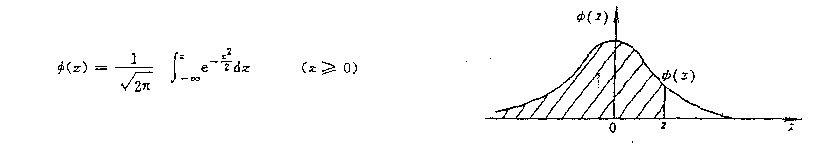 φ(z) = 1/√2π ∫_{-∞}^{z} e^{-x²/2} dx (x ≥ 0)
φ(z)
φ(z)
0 z z